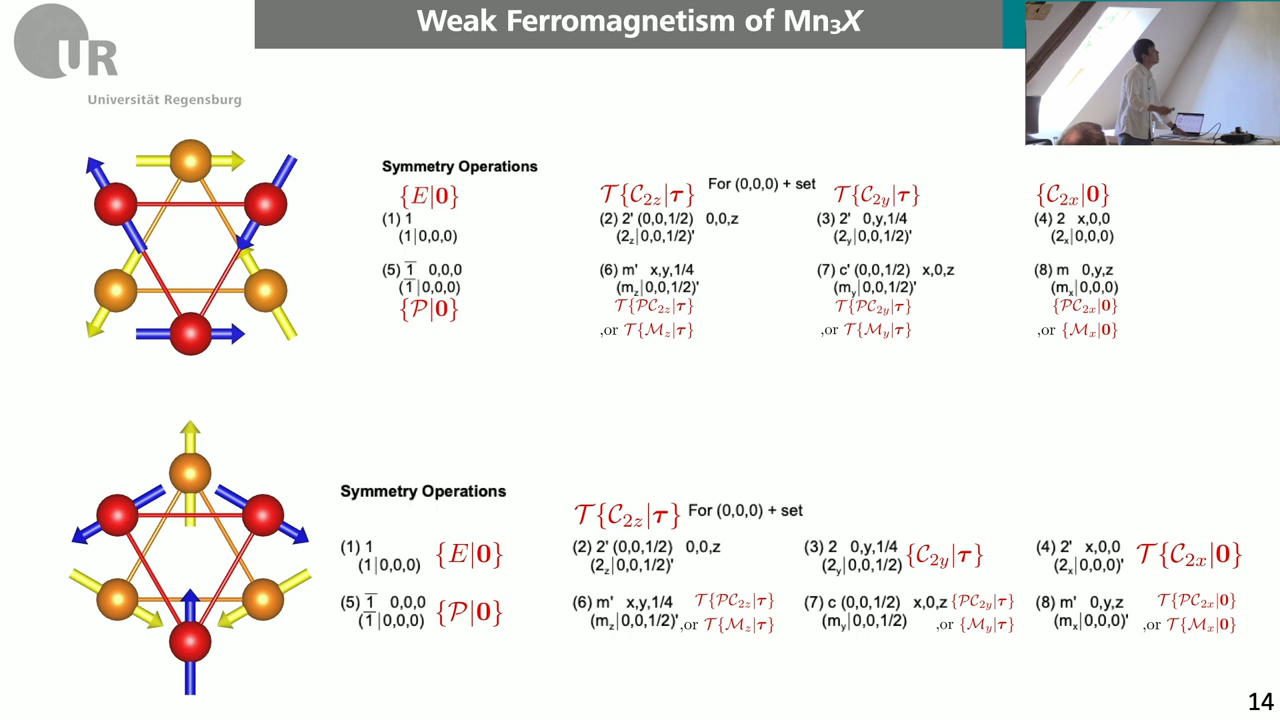 Weak Ferromagnetism of Mn₃X
UR
Universität Regensburg
Symmetry Operations
{E|0} 𝒯{𝒞₂z|τ} For (0,0,0) + set 𝒯{𝒞₂y|τ} {𝒞₂x|0}
(1) 1 (2) 2' (0,0,1/2) 0,0,z (3) 2' 0,y,1/4 (4) 2 x,0,0
(1|0,0,0) (2z|0,0,1/2)' (2y|0,0,1/2)' (2x|0,0,0)
(5) 1̅ 0,0,0 (6) m' x,y,1/4 (7) c' (0,0,1/2) x,0,z (8) m 0,y,z
(1̅|0,0,0) (mz|0,0,1/2)' (my|0,0,1/2)' (mx|0,0,0)
{𝒫|0} 𝒯{𝒫𝒞₂z|τ} 𝒯{𝒫𝒞₂y|τ} {𝒫𝒞₂x|0}
,or 𝒯{ℳz|τ} ,or 𝒯{ℳy|τ} ,or {ℳx|0}
Symmetry Operations
𝒯{𝒞₂z|τ} For (0,0,0) + set
(1) 1 {E|0} (2) 2' (0,0,1/2) 0,0,z (3) 2 0,y,1/4 {𝒞₂y|τ} (4) 2' x,0,0 𝒯{𝒞₂x|0}
(1|0,0,0) (2z|0,0,1/2)' (2y|0,0,1/2) (2x|0,0,0)'
(5) 1̅ 0,0,0 {𝒫|0} (6) m' x,y,1/4 𝒯{𝒫𝒞₂z|τ} (7) c (0,0,1/2) x,0,z {𝒫𝒞₂y|τ} (8) m' 0,y,z 𝒯{𝒫𝒞₂x|0}
(1̅|0,0,0) (mz|0,0,1/2)' ,or 𝒯{ℳz|τ} (my|0,0,1/2) ,or {ℳy|τ} (mx|0,0,0)' ,or 𝒯{ℳx|0}
14